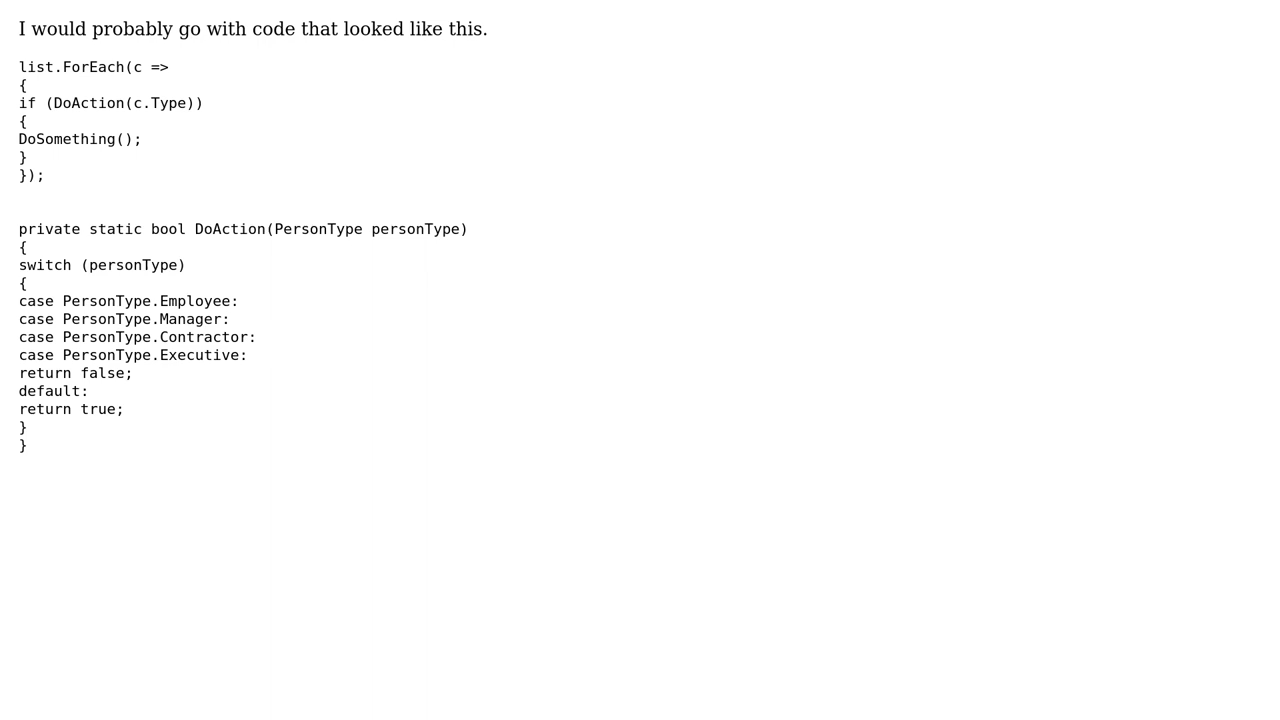 I would probably go with code that looked like this.
list.ForEach(c =>
{
if (DoAction(c.Type))
{
DoSomething();
}
});
private static bool DoAction(PersonType personType)
{
switch (personType)
{
case PersonType.Employee:
case PersonType.Manager:
case PersonType.Contractor:
case PersonType.Executive:
return false;
default:
return true;
}
}